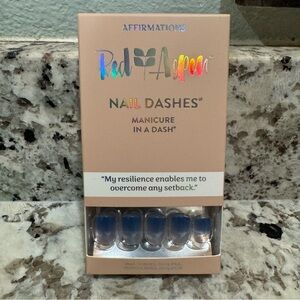 AFFIRMATIONS
Red Aspen
NAIL DASHES®
MANICURE
IN A DASH®
"My resilience enables me to
overcome any setback."